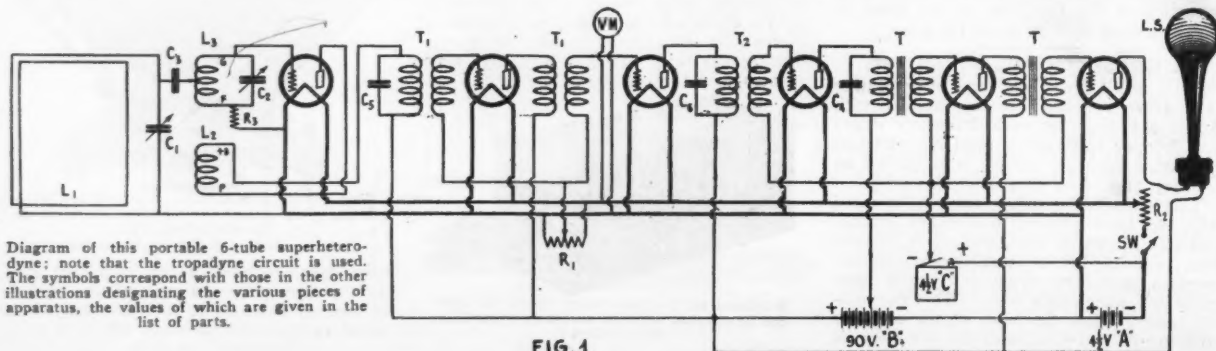 VM
L.S.
C3
L3
G
C2
F
R3
L2
+B
P
C1
L1
T1
C5
T1
C6
T2
C4
T
T
R1
R2
SW
- +
4½V "C"
+ -
90 V. "B"
+ -
4½V "A"
Diagram of this portable 6-tube superhetero-
dyne; note that the tropadyne circuit is used.
The symbols correspond with those in the other
illustrations designating the various pieces of
apparatus, the values of which are given in the
list of parts.
FIG. 1